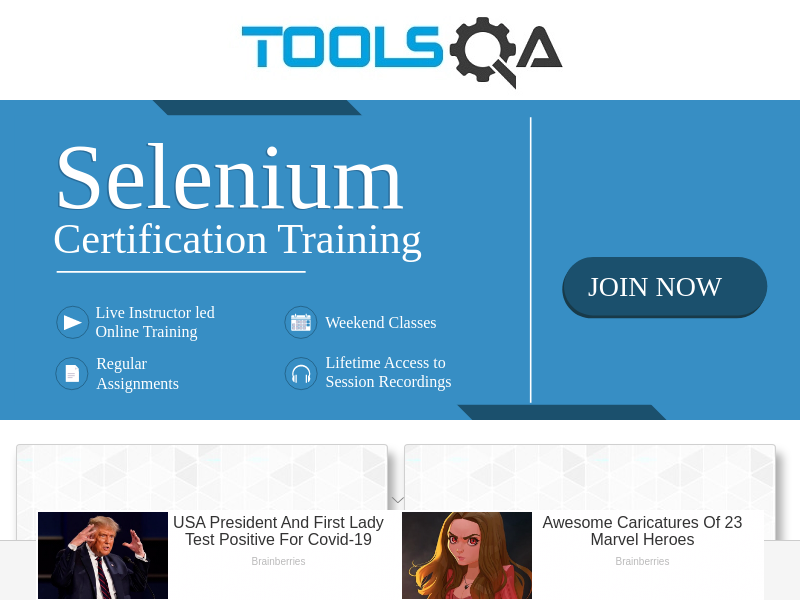 TOOLSQA
Selenium
Certification Training
JOIN NOW
Live Instructor led
Online Training
Weekend Classes
Regular
Assignments
Lifetime Access to
Session Recordings
USA President And First Lady
Test Positive For Covid-19
Brainberries
Awesome Caricatures Of 23
Marvel Heroes
Brainberries